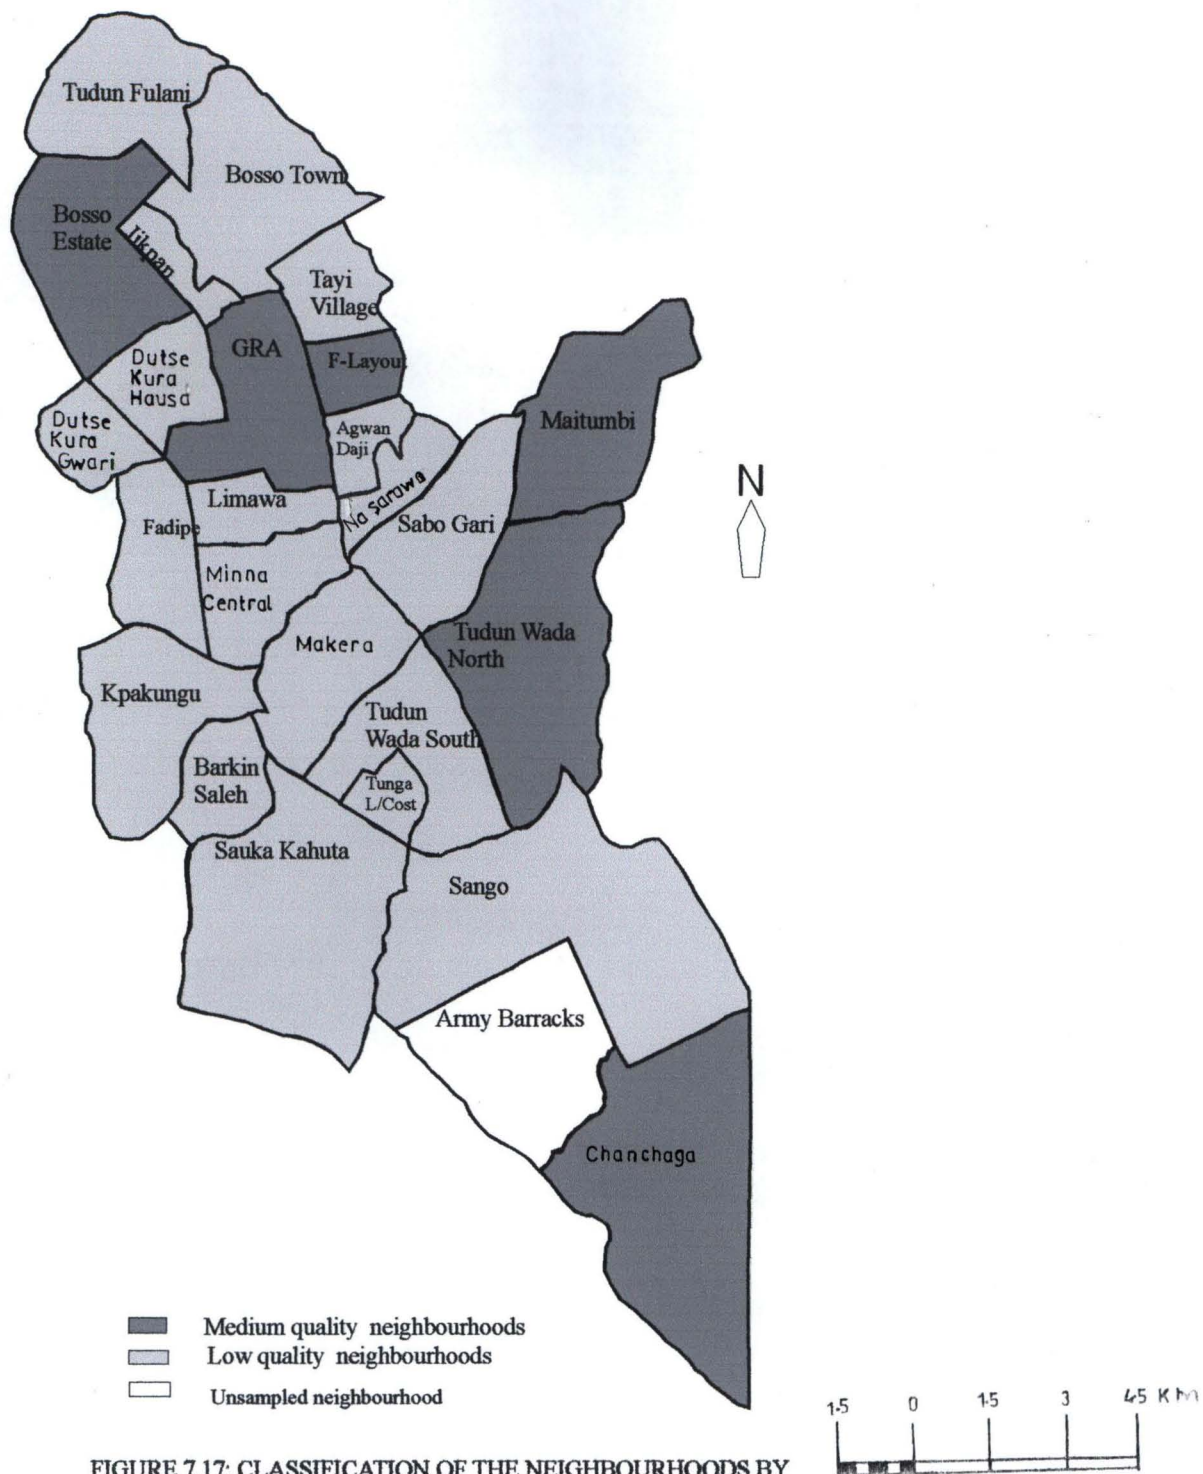 Tudun Fulani
Bosso Town
Bosso
Estate
Jikpan
Tayi
Village
GRA
F-Layout
Dutse
Kura
Hausa
Maitumbi
Dutse
Kura
Gwari
Agwan
Daji
N
Na sarawa
Limawa
Sabo Gari
Fadipe
Minna
Central
Makera
Tudun Wada
North
Kpakungu
Tudun
Wada South
Barkin
Saleh
Tunga
L/Cost
Sauka Kahuta
Sango
Army Barracks
Chanchaga
Medium quality neighbourhoods
Low quality neighbourhoods
Unsampled neighbourhood
1.5 0 1.5 3 4.5 KM
FIGURE 7.17: CLASSIFICATION OF THE NEIGHBOURHOODS BY